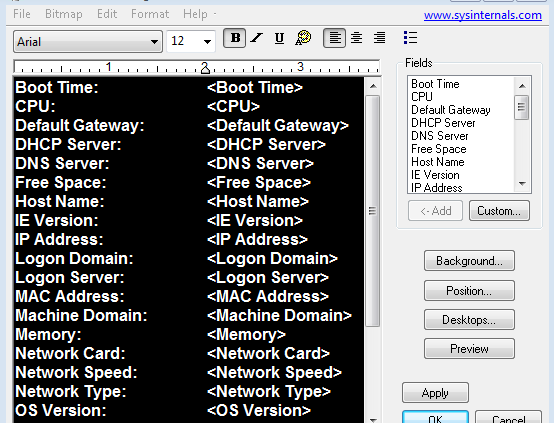 File Bitmap Edit Format Help
www.sysinternals.com
Arial 12 B I U
1 2 3
Boot Time: <Boot Time>
CPU: <CPU>
Default Gateway: <Default Gateway>
DHCP Server: <DHCP Server>
DNS Server: <DNS Server>
Free Space: <Free Space>
Host Name: <Host Name>
IE Version: <IE Version>
IP Address: <IP Address>
Logon Domain: <Logon Domain>
Logon Server: <Logon Server>
MAC Address: <MAC Address>
Machine Domain: <Machine Domain>
Memory: <Memory>
Network Card: <Network Card>
Network Speed: <Network Speed>
Network Type: <Network Type>
OS Version: <OS Version>
Fields
Boot Time
CPU
Default Gateway
DHCP Server
DNS Server
Free Space
Host Name
IE Version
IP Address
<- Add Custom...
Background...
Position...
Desktops...
Preview
Apply
OK Cancel